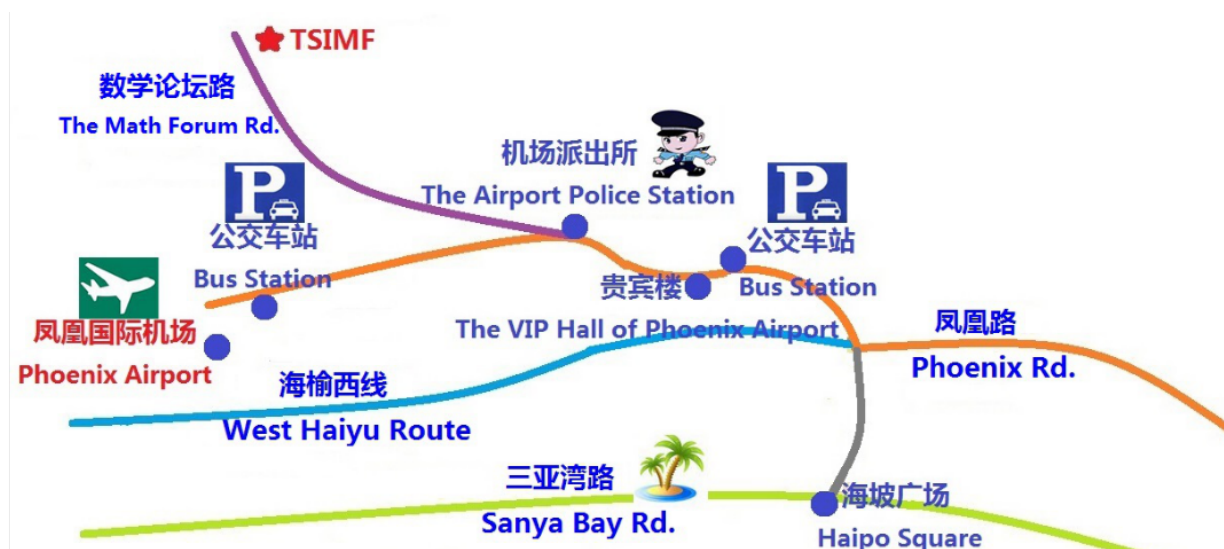 TSIMF
数学论坛路
The Math Forum Rd.
机场派出所
The Airport Police Station
P
公交车站
Bus Station
P
公交车站
Bus Station
贵宾楼
The VIP Hall of Phoenix Airport
凤凰国际机场
Phoenix Airport
凤凰路
Phoenix Rd.
海榆西线
West Haiyu Route
三亚湾路
Sanya Bay Rd.
海坡广场
Haipo Square